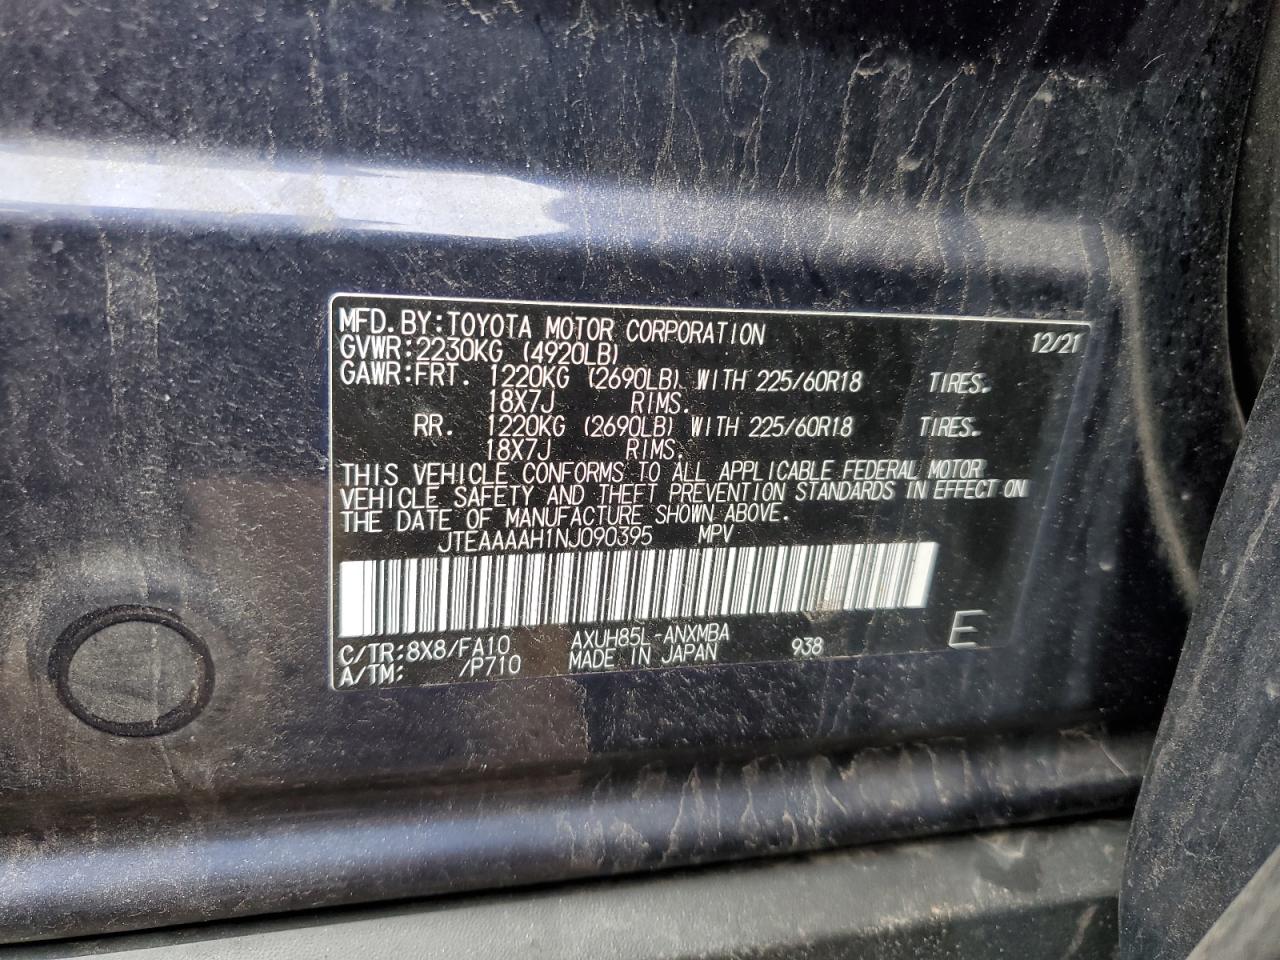 MFD.BY:TOYOTA MOTOR CORPORATION 12/21
GVWR:2230KG (4920LB)
GAWR:FRT. 1220KG (2690LB) WITH 225/60R18 TIRES.
18X7J RIMS.
RR. 1220KG (2690LB) WITH 225/60R18 TIRES.
18X7J RIMS.
THIS VEHICLE CONFORMS TO ALL APPLICABLE FEDERAL MOTOR
VEHICLE SAFETY AND THEFT PREVENTION STANDARDS IN EFFECT ON
THE DATE OF MANUFACTURE SHOWN ABOVE.
JTEAAAAH1NJ090395 MPV
C/TR:8X8/FA10 AXUH85L-ANXMBA 938 E
A/TM: /P710 MADE IN JAPAN